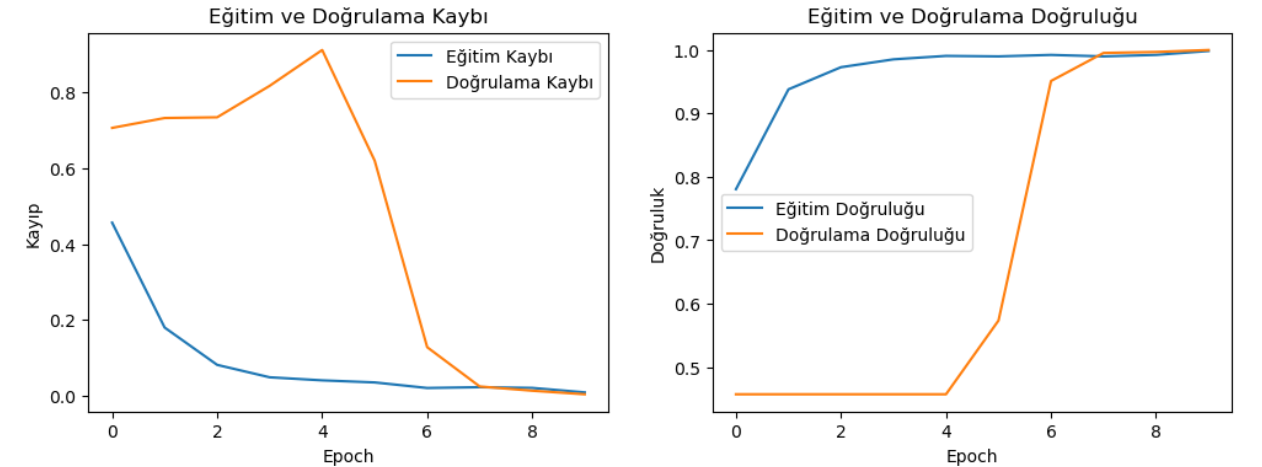 Eğitim ve Doğrulama Kaybı
Eğitim Kaybı
Doğrulama Kaybı
0.8
0.6
0.4
0.2
0.0
Kayıp
0 2 4 6 8
Epoch
Eğitim ve Doğrulama Doğruluğu
1.0
0.9
0.8
0.7
0.6
0.5
Doğruluk
Eğitim Doğruluğu
Doğrulama Doğruluğu
0 2 4 6 8
Epoch